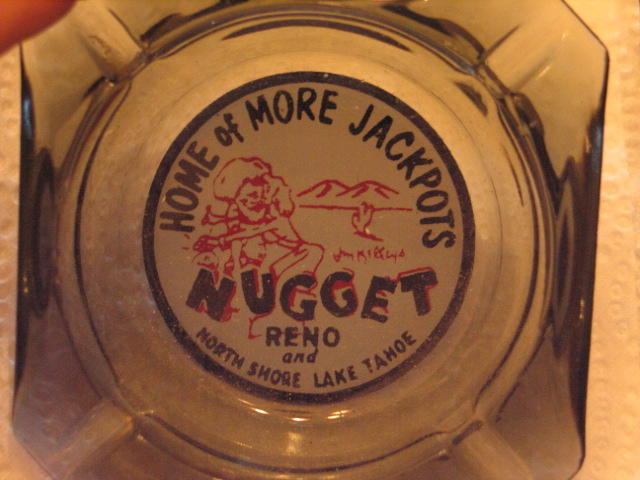 HOME of MORE JACKPOTS
NUGGET
RENO
and
NORTH SHORE LAKE TAHOE